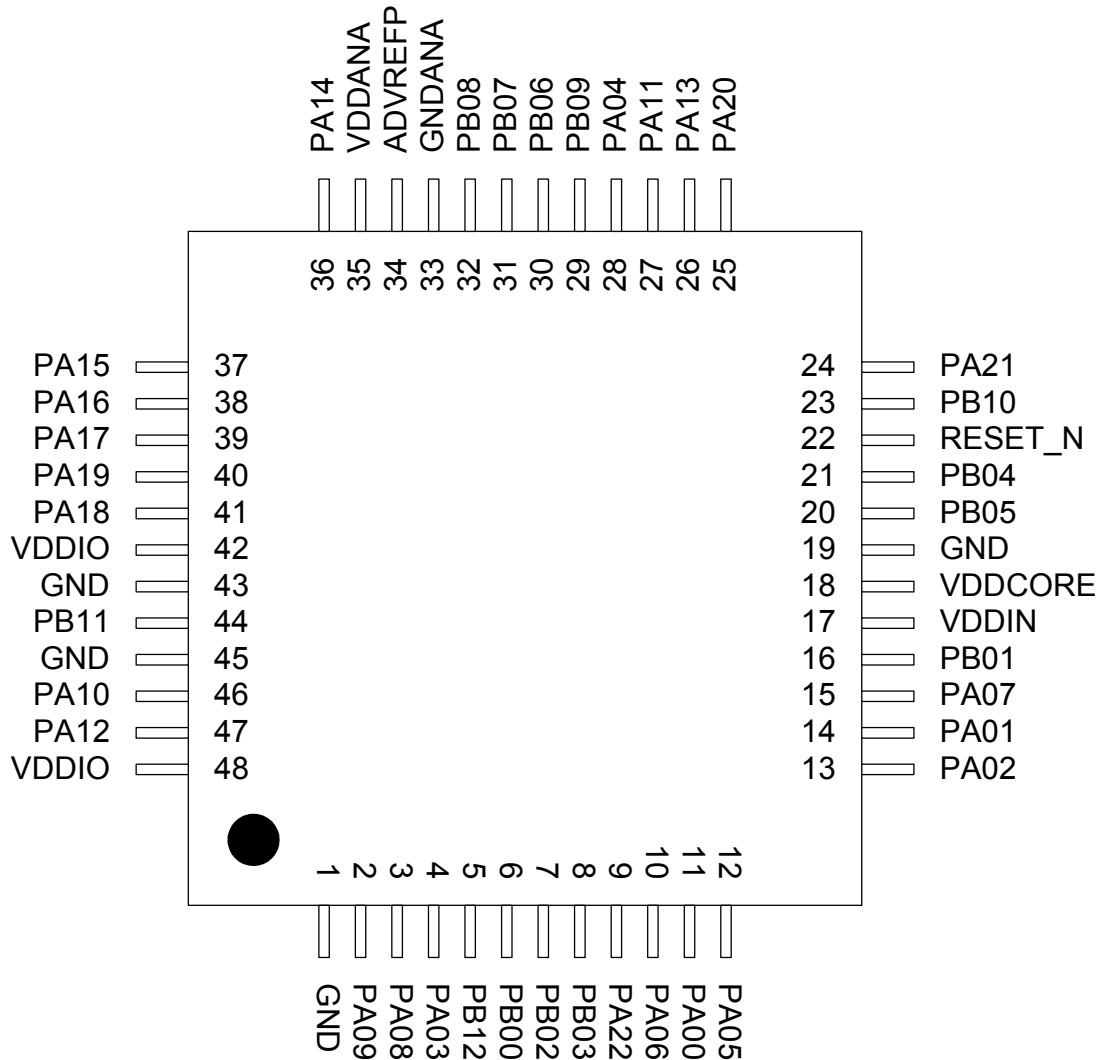 PA14
VDDANA
ADVREFP
GNDANA
PB08
PB07
PB06
PB09
PA04
PA11
PA13
PA20
36
35
34
33
32
31
30
29
28
27
26
25
PA15 37
PA16 38
PA17 39
PA19 40
PA18 41
VDDIO 42
GND 43
PB11 44
GND 45
PA10 46
PA12 47
VDDIO 48
24 PA21
23 PB10
22 RESET_N
21 PB04
20 PB05
19 GND
18 VDDCORE
17 VDDIN
16 PB01
15 PA07
14 PA01
13 PA02
1
2
3
4
5
6
7
8
9
10
11
12
GND
PA09
PA08
PA03
PB12
PB00
PB02
PB03
PA22
PA06
PA00
PA05